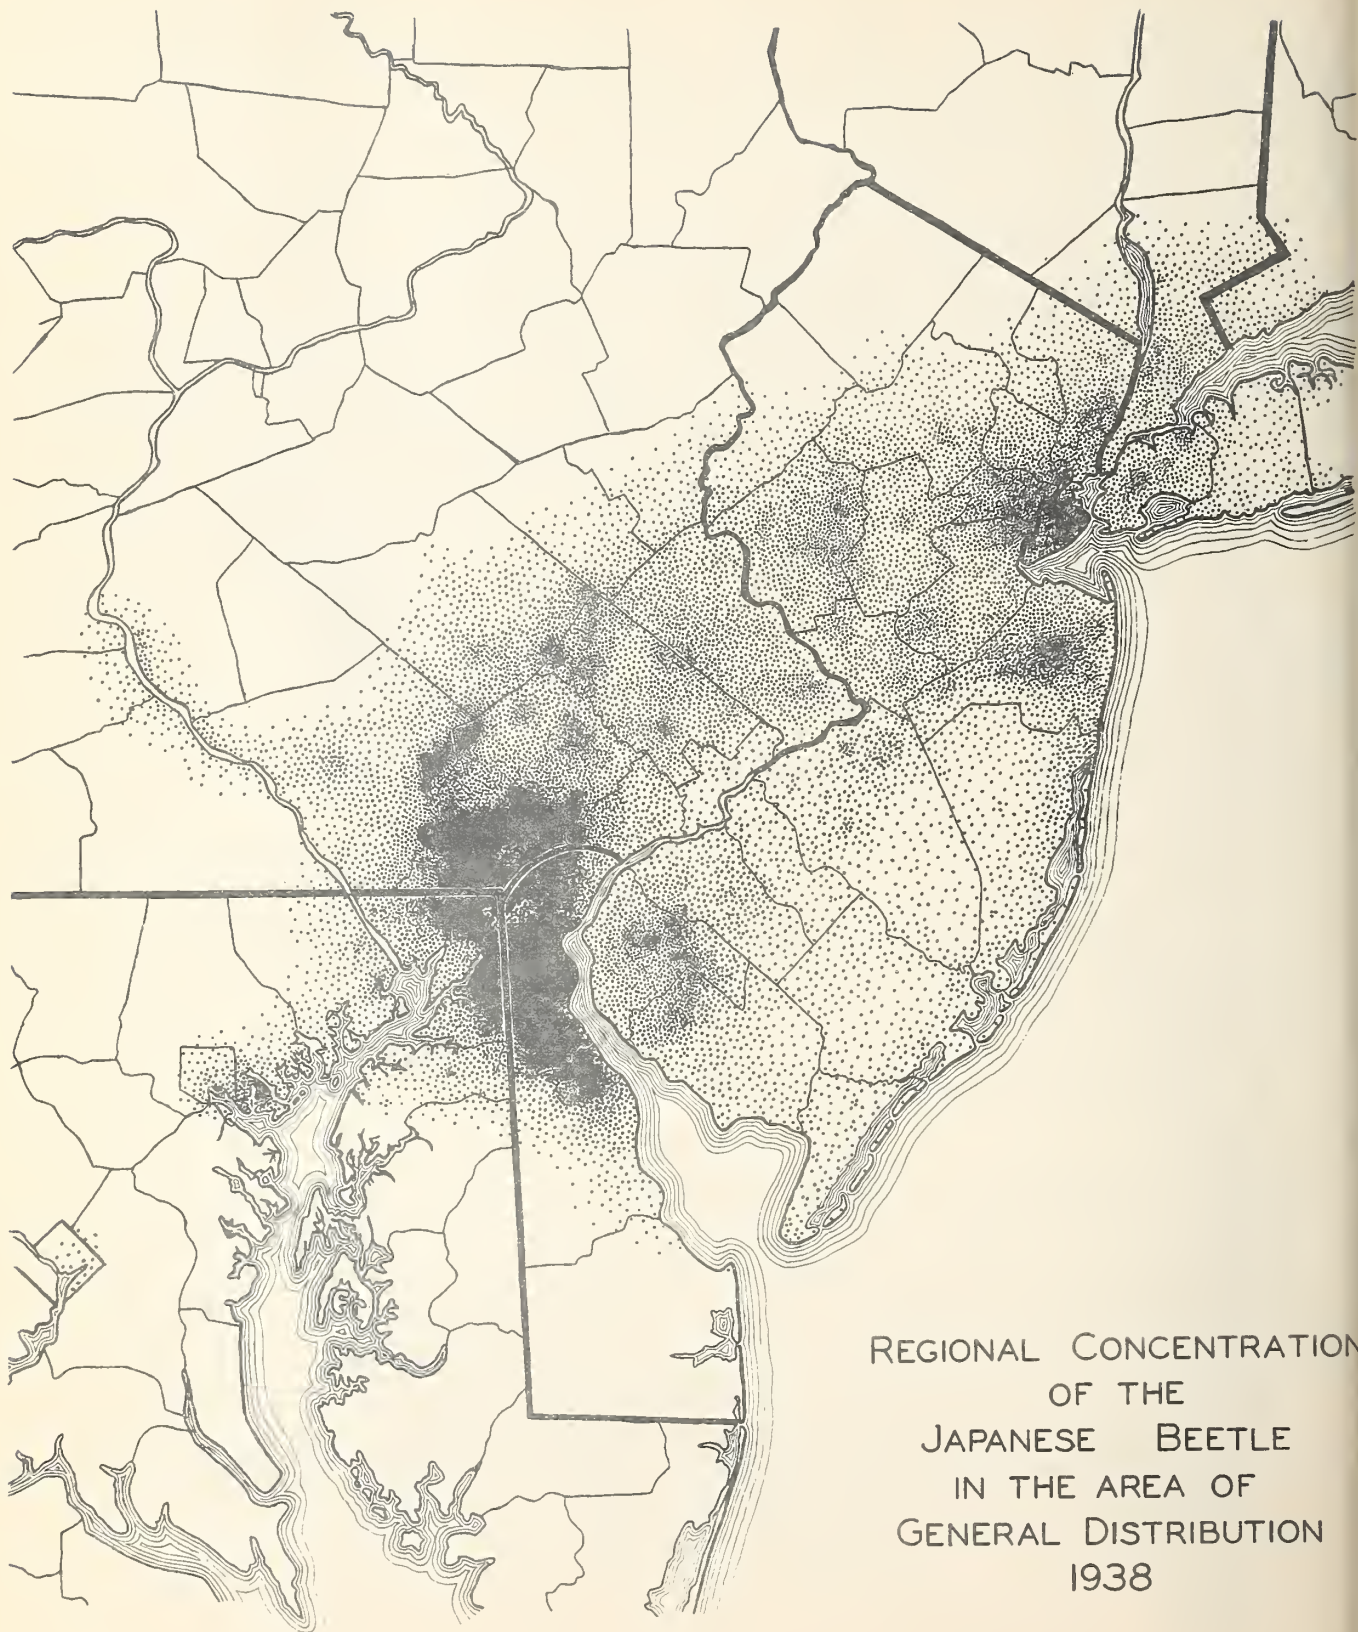 REGIONAL CONCENTRATION
OF THE
JAPANESE BEETLE
IN THE AREA OF
GENERAL DISTRIBUTION
1938